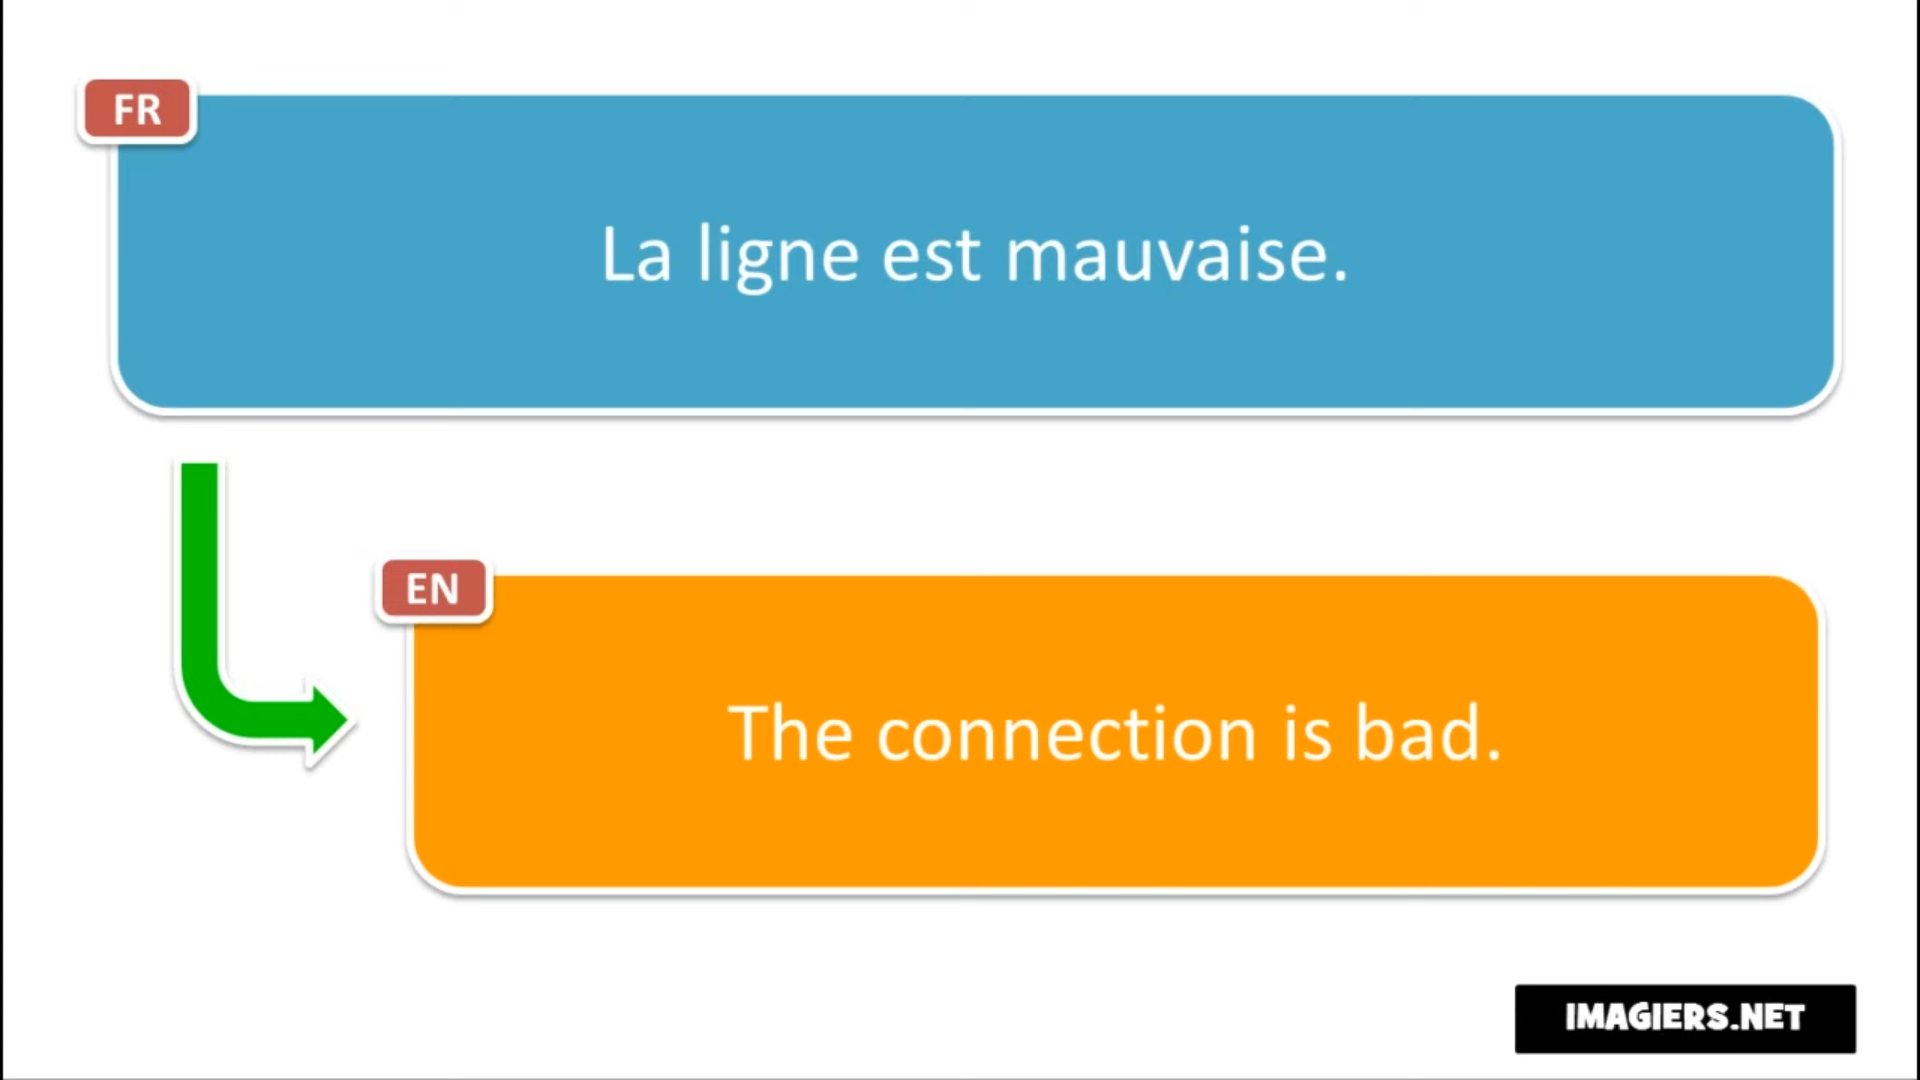 FR
La ligne est mauvaise.
EN
The connection is bad.
IMAGIERS.NET